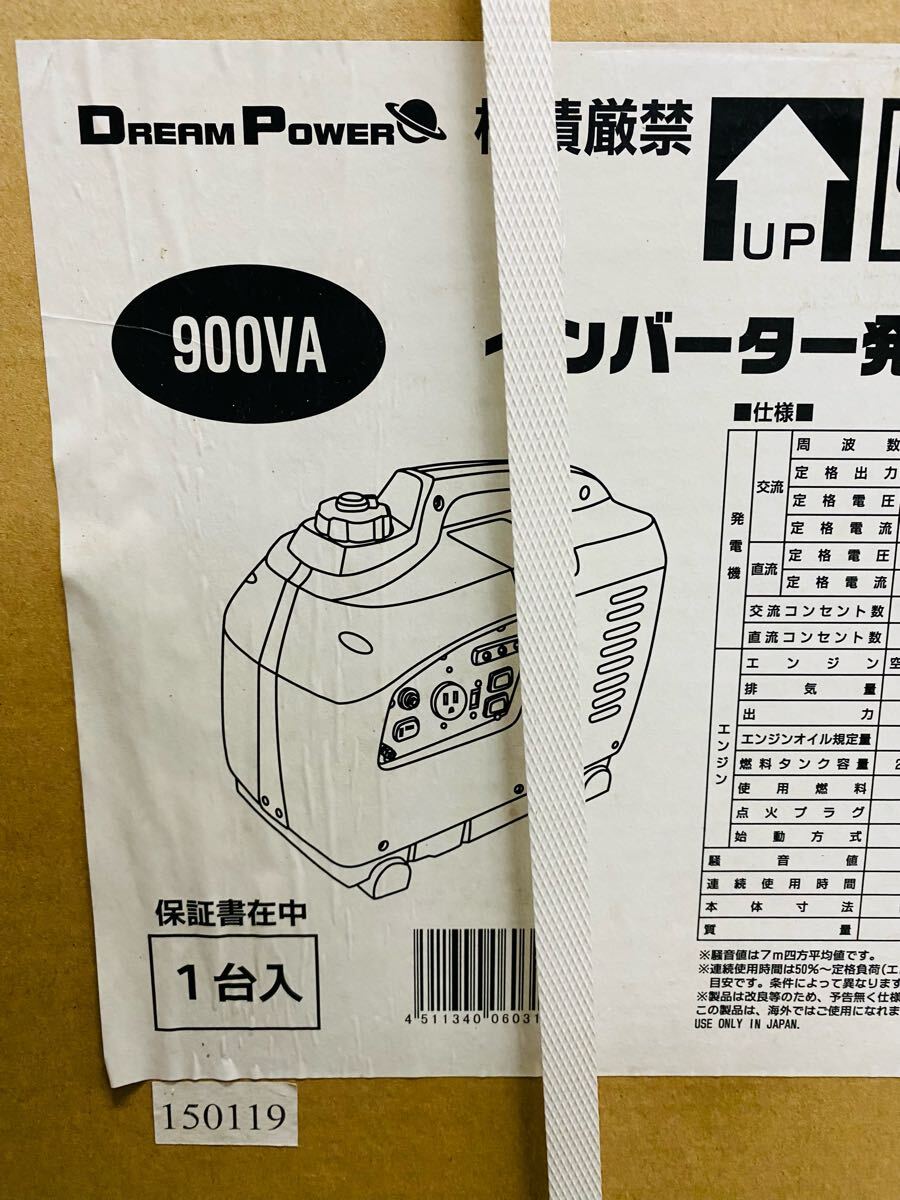 DREAM POWER
積厳禁
UP
900VA
ンバーター発
■仕様■
発電機
交流
周波数
定格出力
定格電圧
定格電流
直流
定格電圧
定格電流
交流コンセント数
直流コンセント数
エンジン
エンジン 空
排気量
出力
エンジンオイル規定量
燃料タンク容量 2
使用燃料
点火プラグ
始動方式
騒音値
連続使用時間
本体寸法
質量
※騒音値は7m四方平均値です。
※連続使用時間は50%〜定格負荷(エ
目安です。条件によって異なります
※製品は改良等のため、予告無く仕様
この製品は、海外ではご使用になれま
USE ONLY IN JAPAN.
保証書在中
1台入
4 511340 06031
150119